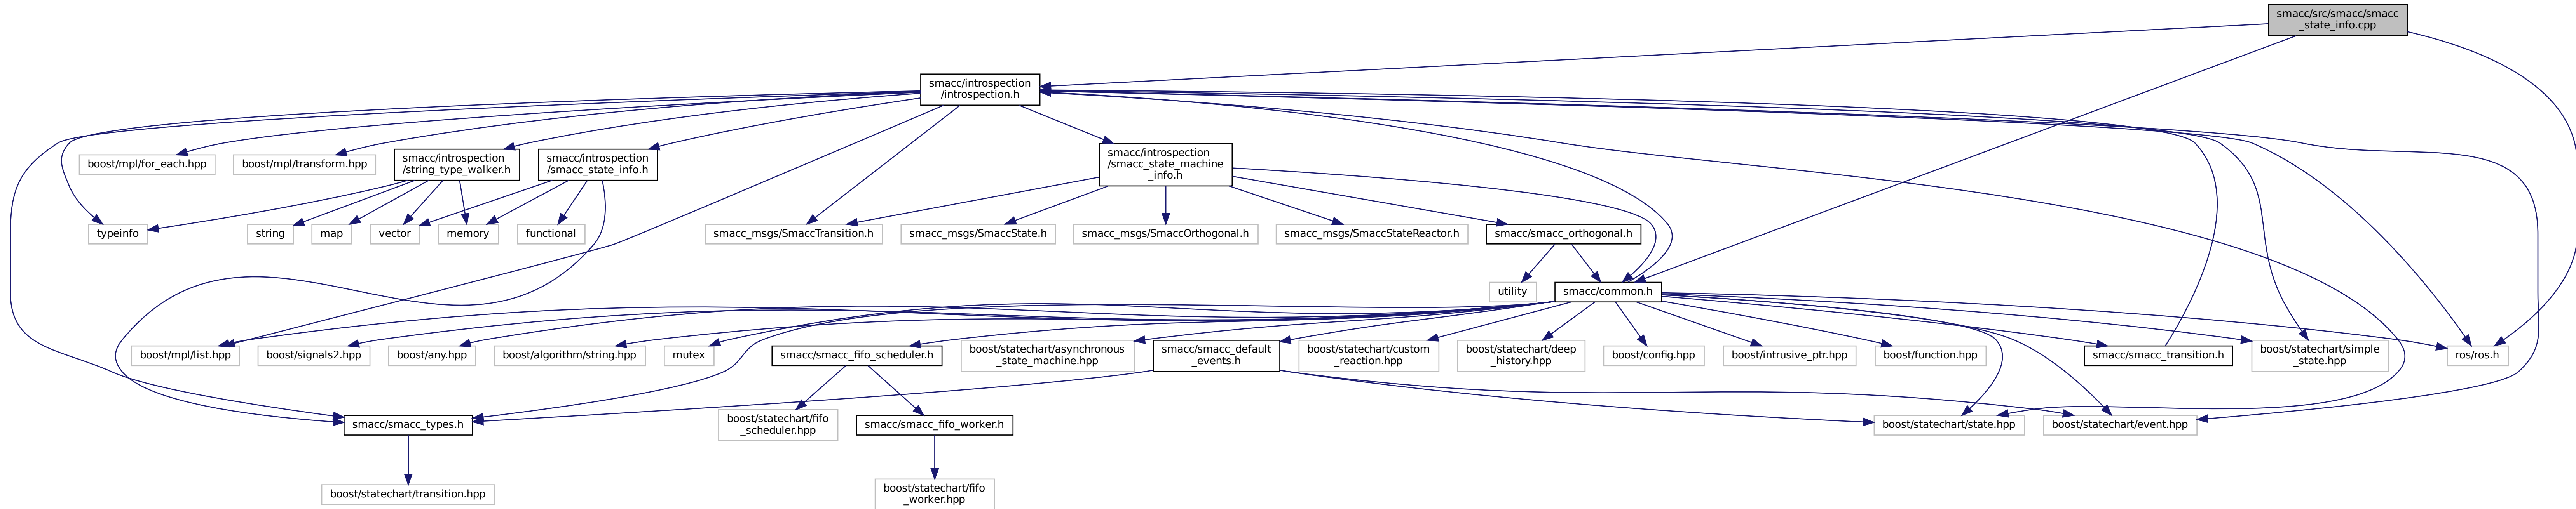 smacc/src/smacc/smacc
_state_info.cpp
smacc/introspection
/introspection.h
boost/mpl/for_each.hpp
boost/mpl/transform.hpp
smacc/introspection
/string_type_walker.h
smacc/introspection
/smacc_state_info.h
smacc/introspection
/smacc_state_machine
_info.h
typeinfo
string
map
vector
memory
functional
smacc_msgs/SmaccTransition.h
smacc_msgs/SmaccState.h
smacc_msgs/SmaccOrthogonal.h
smacc_msgs/SmaccStateReactor.h
smacc/smacc_orthogonal.h
utility
smacc/common.h
boost/mpl/list.hpp
boost/signals2.hpp
boost/any.hpp
boost/algorithm/string.hpp
mutex
smacc/smacc_fifo_scheduler.h
boost/statechart/asynchronous
_state_machine.hpp
smacc/smacc_default
_events.h
boost/statechart/custom
_reaction.hpp
boost/statechart/deep
_history.hpp
boost/config.hpp
boost/intrusive_ptr.hpp
boost/function.hpp
smacc/smacc_transition.h
boost/statechart/simple
_state.hpp
ros/ros.h
smacc/smacc_types.h
boost/statechart/fifo
_scheduler.hpp
smacc/smacc_fifo_worker.h
boost/statechart/state.hpp
boost/statechart/event.hpp
boost/statechart/transition.hpp
boost/statechart/fifo
_worker.hpp